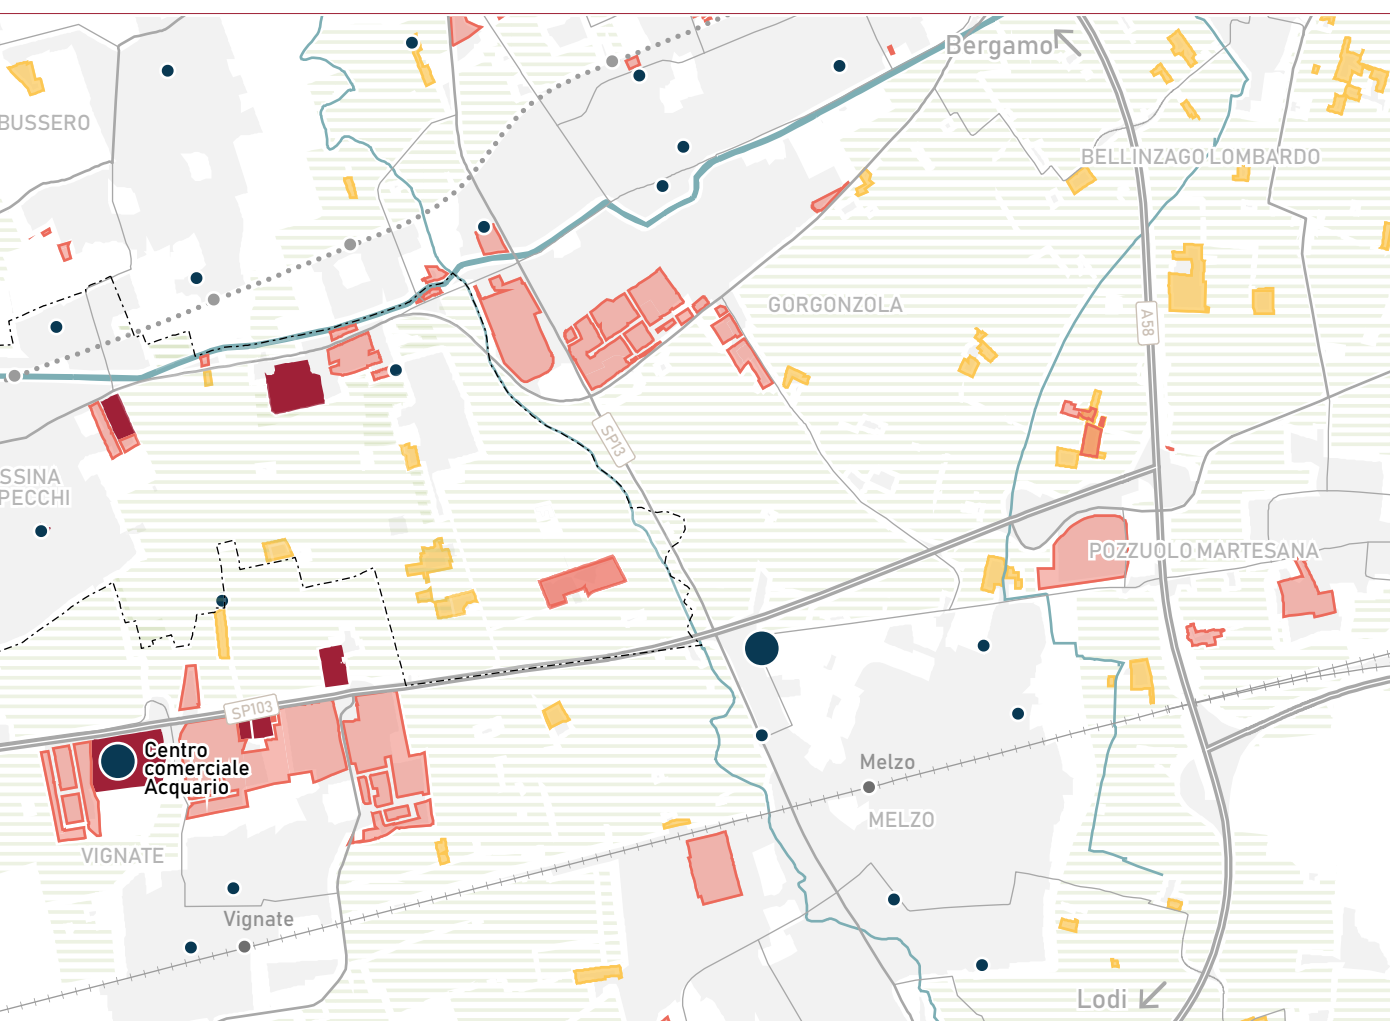 Bergamo
BUSSERO
BELLINZAGO LOMBARDO
GORGONZOLA
A58
SP13
SSINA
PECCHI
POZZUOLO MARTESANA
SP103
Centro
comerciale
Acquario
Melzo
MELZO
VIGNATE
Vignate
Lodi